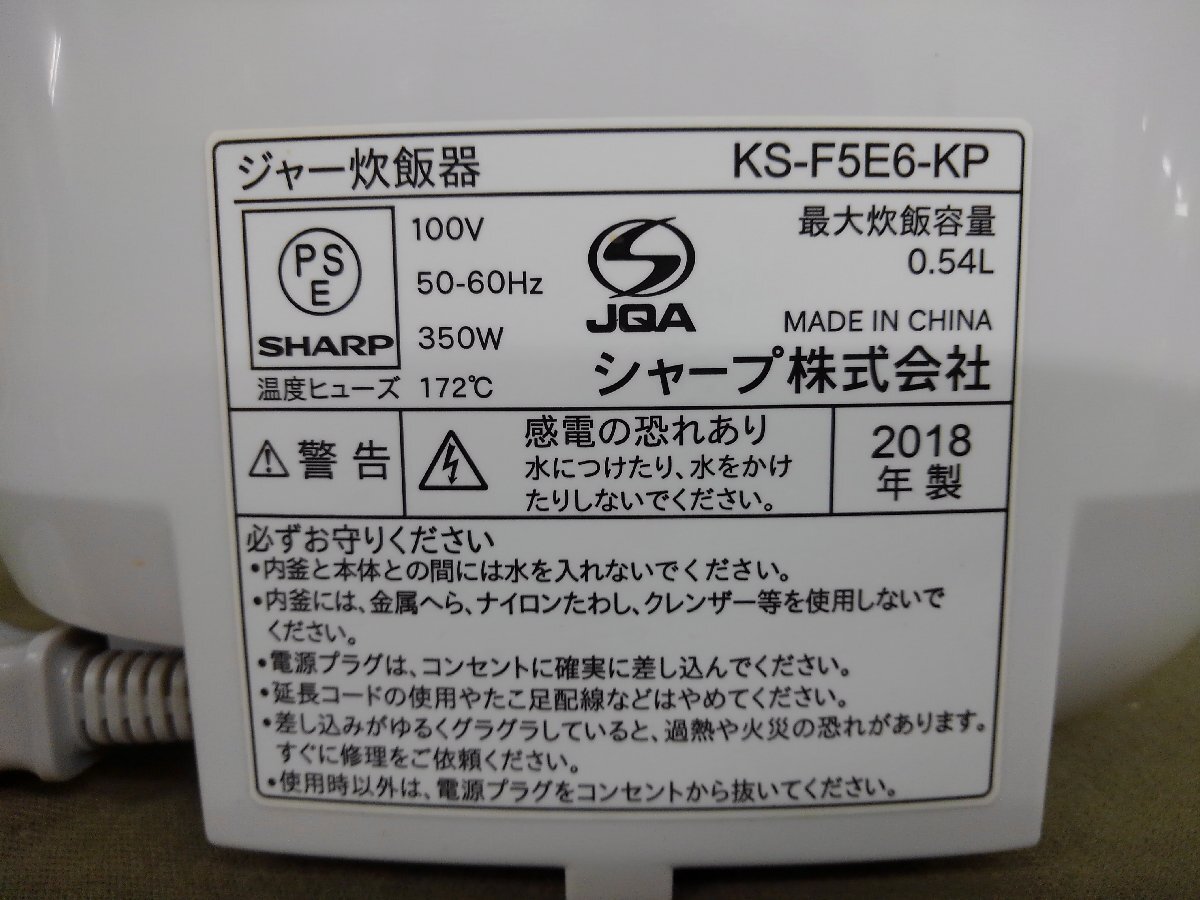 ジャー炊飯器 KS-F5E6-KP
PS
E
SHARP
100V
50-60Hz
350W
温度ヒューズ 172℃
JQA
最大炊飯容量
0.54L
MADE IN CHINA
シャープ株式会社
警告
感電の恐れあり
水につけたり、水をかけ
たりしないでください。
2018
年製
必ずお守りください
•内釜と本体との間には水を入れないでください。
•内釜には、金属へら、ナイロンたわし、クレンザー等を使用しないで
ください。
•電源プラグは、コンセントに確実に差し込んでください。
•延長コードの使用やたこ足配線などはやめてください。
•差し込みがゆるくグラグラしていると、過熱や火災の恐れがあります。
すぐに修理をご依頼ください。
•使用時以外は、電源プラグをコンセントから抜いてください。